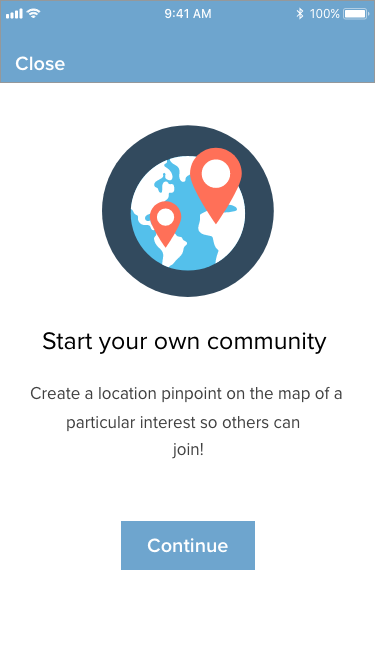 9:41 AM 100%
Close
Start your own community
Create a location pinpoint on the map of a
particular interest so others can
join!
Continue